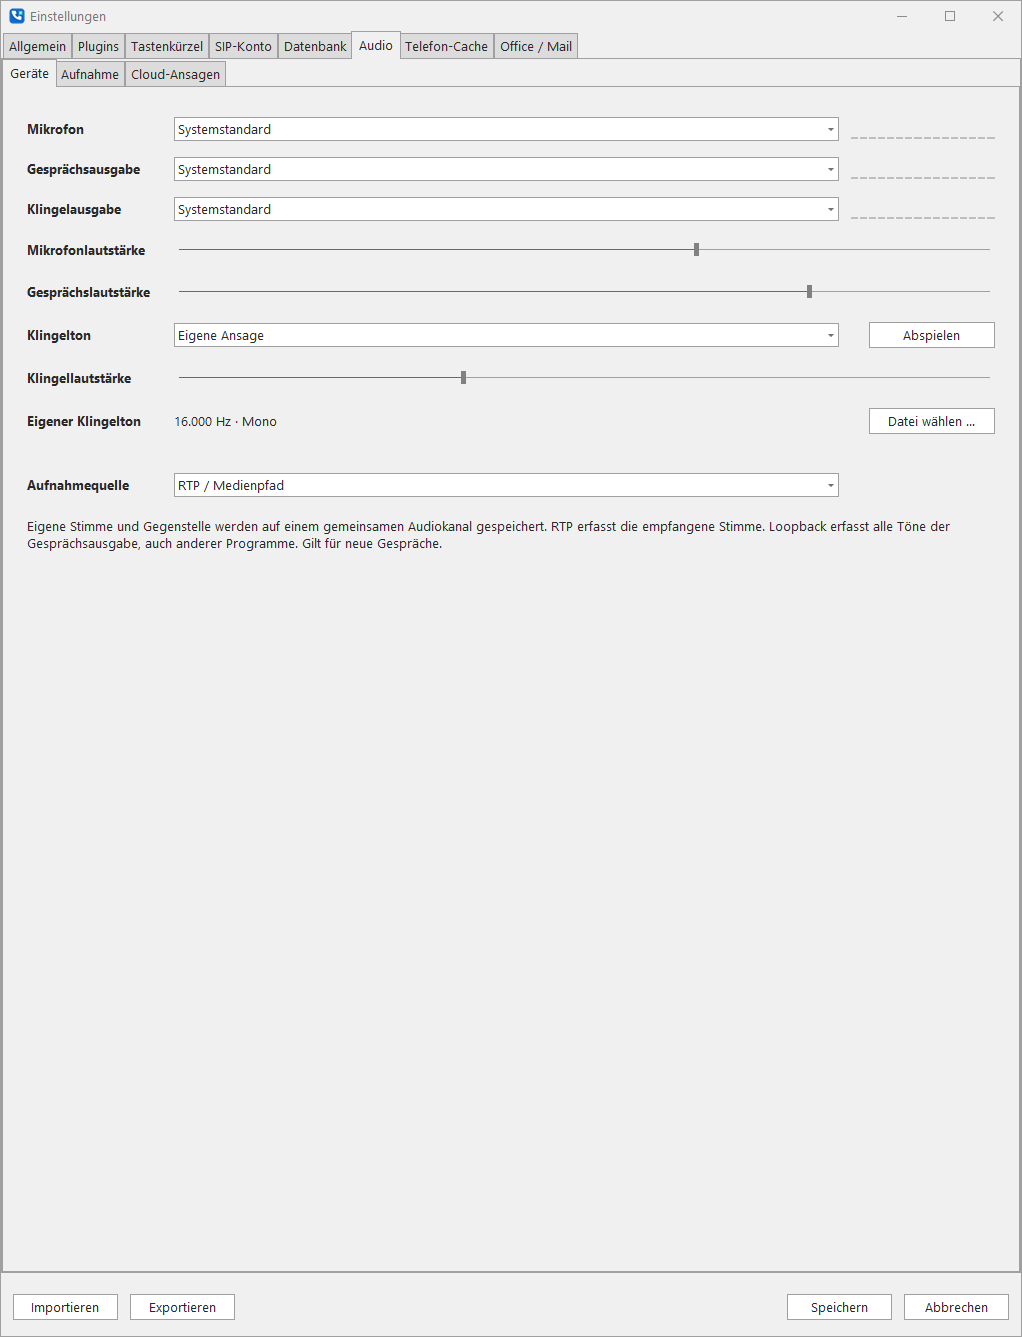 Einstellungen
Allgemein Plugins Tastenkürzel SIP-Konto Datenbank Audio Telefon-Cache Office / Mail
Geräte Aufnahme Cloud-Ansagen
Mikrofon Systemstandard
Gesprächsausgabe Systemstandard
Klingelausgabe Systemstandard
Mikrofonlautstärke
Gesprächslautstärke
Klingelton Eigene Ansage Abspielen
Klingellautstärke
Eigener Klingelton 16.000 Hz · Mono Datei wählen ...
Aufnahmequelle RTP / Medienpfad
Eigene Stimme und Gegenstelle werden auf einem gemeinsamen Audiokanal gespeichert. RTP erfasst die empfangene Stimme. Loopback erfasst alle Töne der
Gesprächsausgabe, auch anderer Programme. Gilt für neue Gespräche.
Importieren Exportieren Speichern Abbrechen